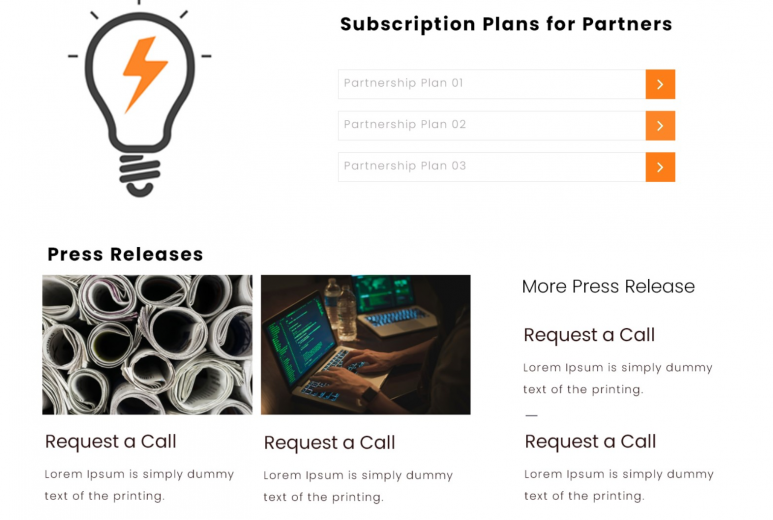 Subscription Plans for Partners
Partnership Plan 01
Partnership Plan 02
Partnership Plan 03
Press Releases
Request a Call
Lorem Ipsum is simply dummy
text of the printing.
Request a Call
Lorem Ipsum is simply dummy
text of the printing.
More Press Release
Request a Call
Lorem Ipsum is simply dummy
text of the printing.
Request a Call
Lorem Ipsum is simply dummy
text of the printing.